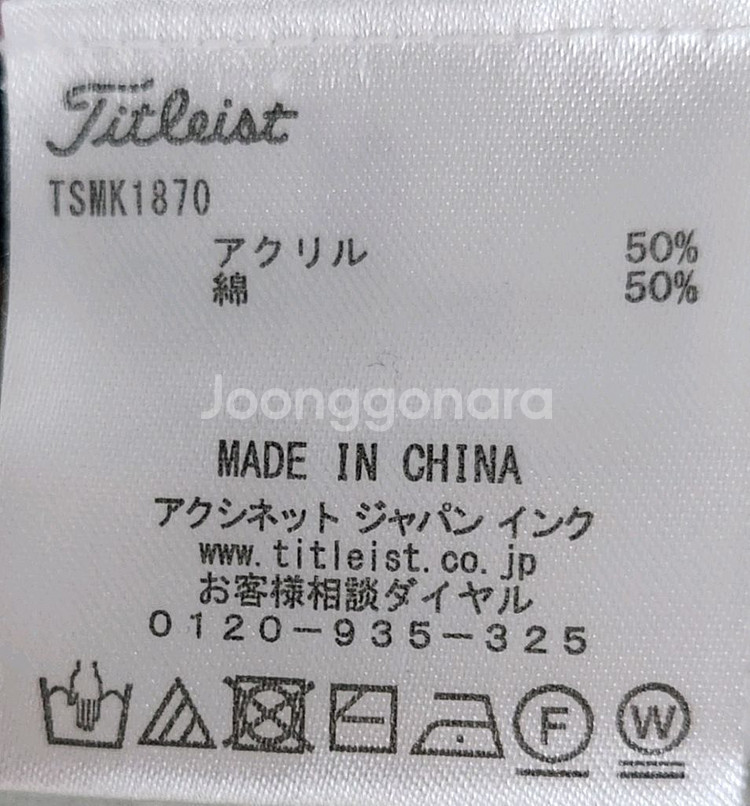 Titleist
TSMK1870
アクリル 50%
綿 50%
Joonggonara
MADE IN CHINA
アクシネット ジャパン インク
www.titleist.co.jp
お客様相談ダイヤル
0120-935-325
F W